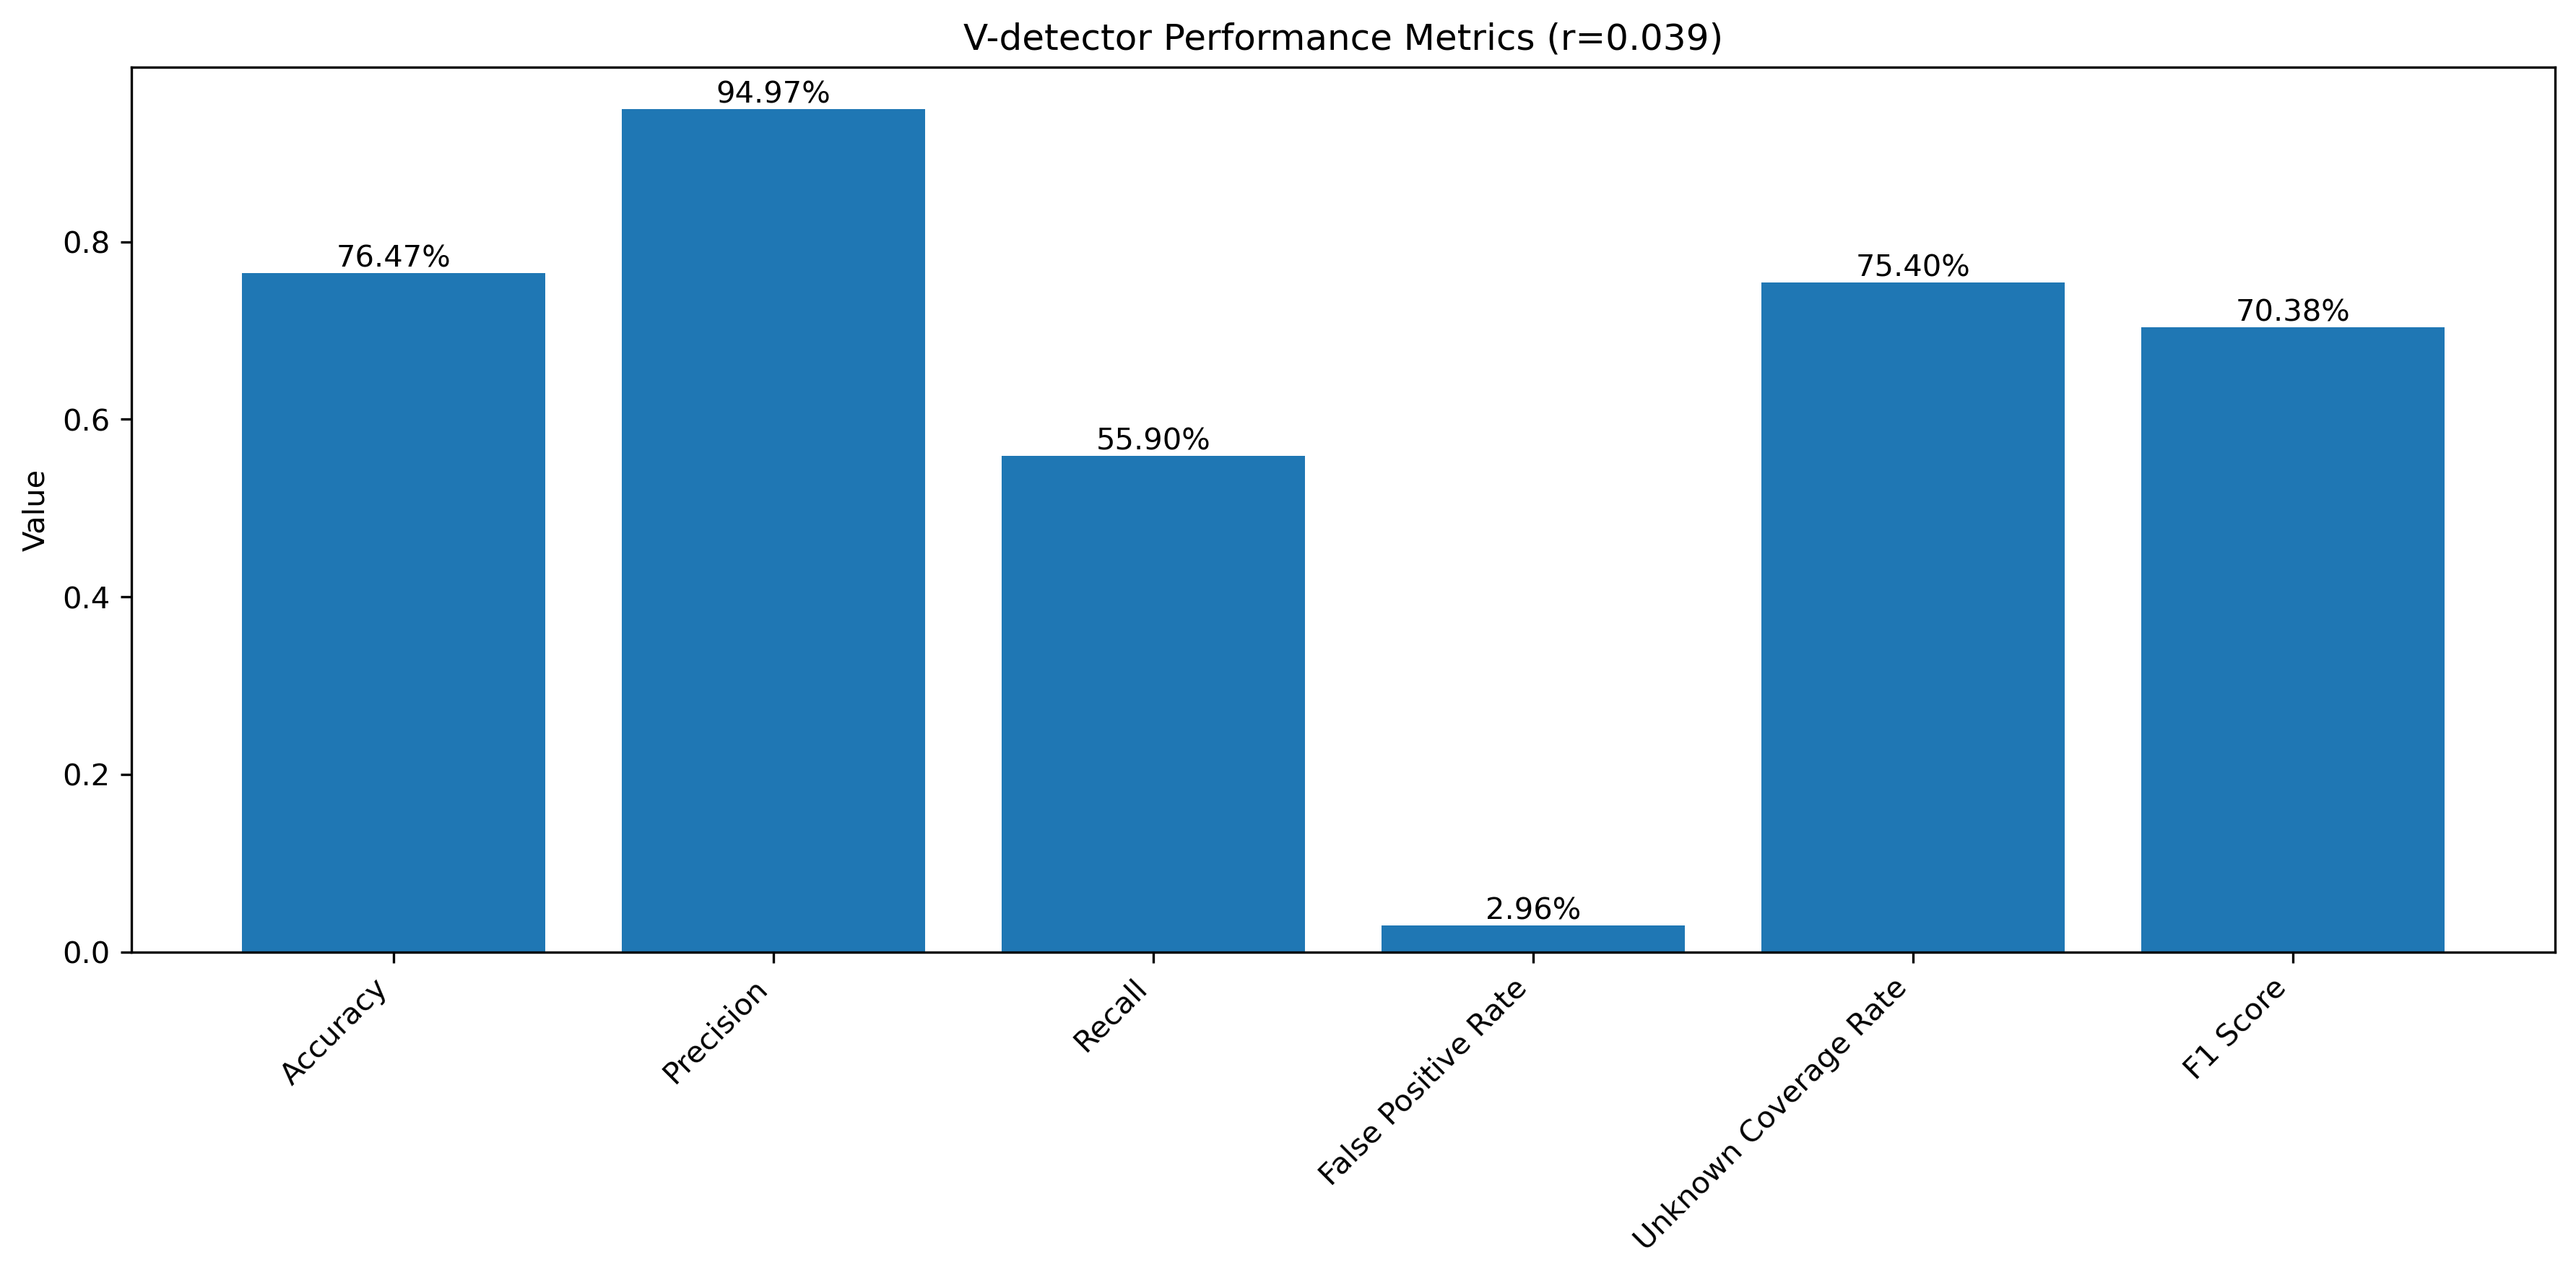 V-detector Performance Metrics (r=0.039)
Value
0.8
0.6
0.4
0.2
0.0
76.47%
94.97%
55.90%
2.96%
75.40%
70.38%
Accuracy
Precision
Recall
False Positive Rate
Unknown Coverage Rate
F1 Score